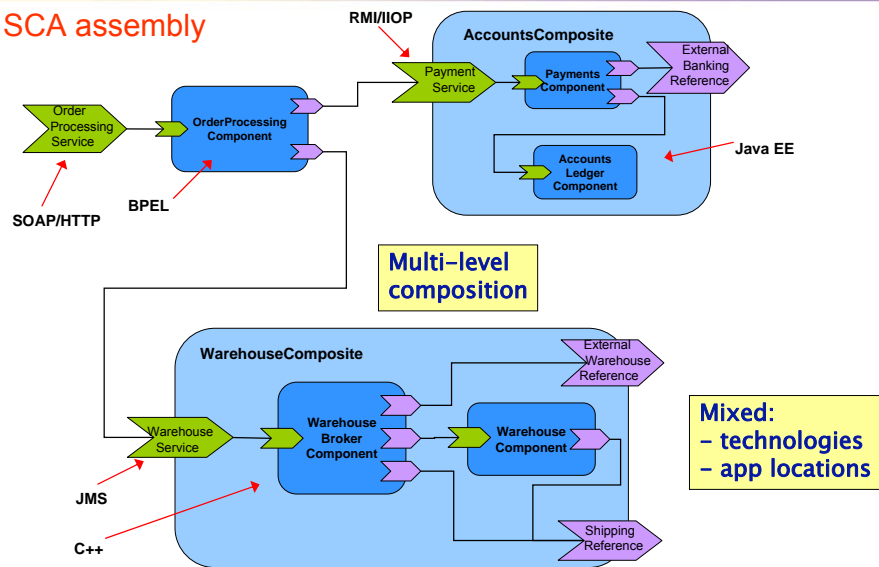 SCA assembly
RMI/IIOP
AccountsComposite
External
Banking
Reference
Payment
Service
Payments
Component
Order
Processing
Service
OrderProcessing
Component
Accounts
Ledger
Component
Java EE
BPEL
SOAP/HTTP
Multi-level
composition
WarehouseComposite
External
Warehouse
Reference
Warehouse
Service
Warehouse
Broker
Component
Warehouse
Component
Mixed:
- technologies
- app locations
JMS
C++
Shipping
Reference